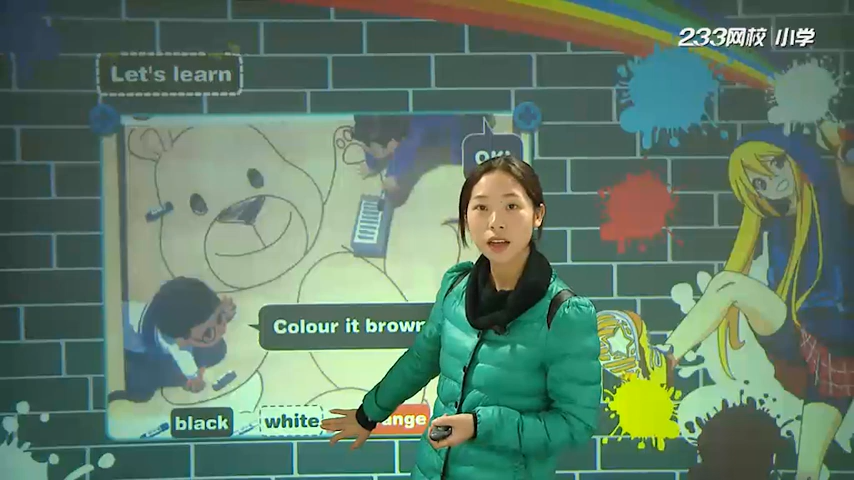 233网校 小学
Let's learn
OK!
Colour it brown
black
white